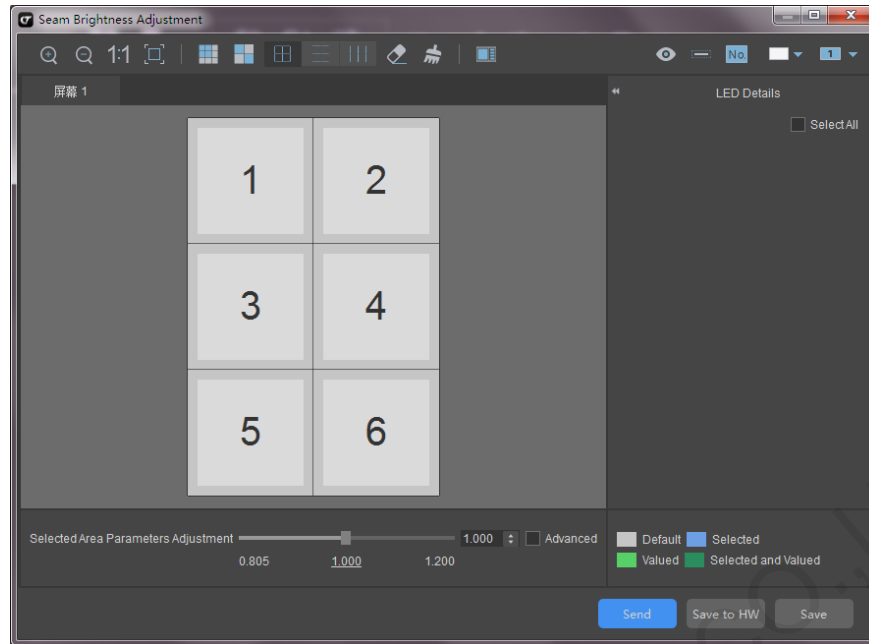 Seam Brightness Adjustment
1:1 No. 1
屏幕 1
LED Details
Select All
1 2
3 4
5 6
Selected Area Parameters Adjustment 1.000 Advanced
0.805 1.000 1.200
Default Selected
Valued Selected and Valued
Send Save to HW Save